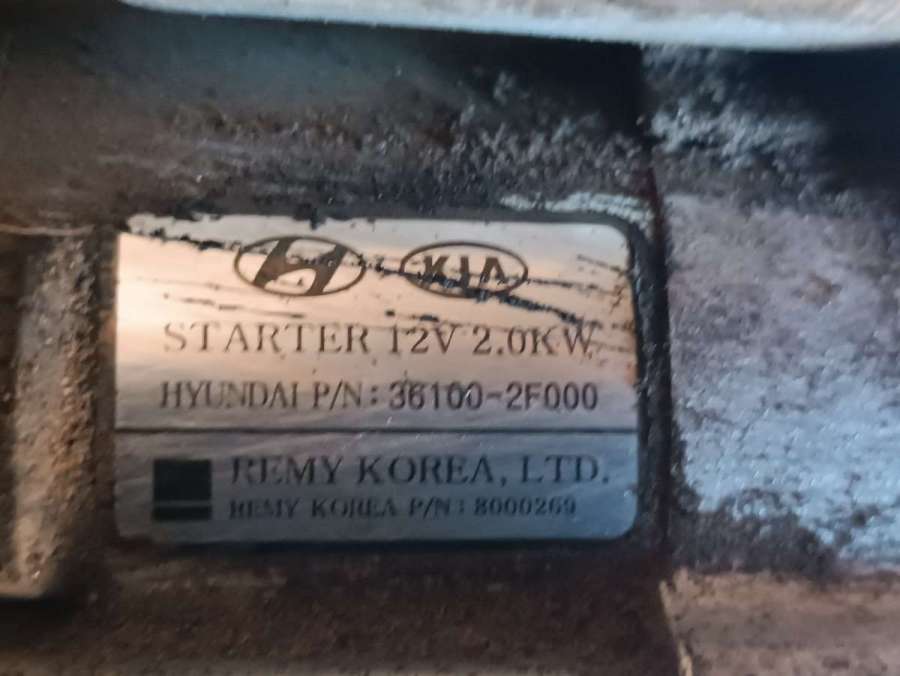 KIA
STARTER 12V 2.0KW
HYUNDAI P/N: 36100-2F000
REMY KOREA, LTD.
REMY KOREA P/N: 8000269